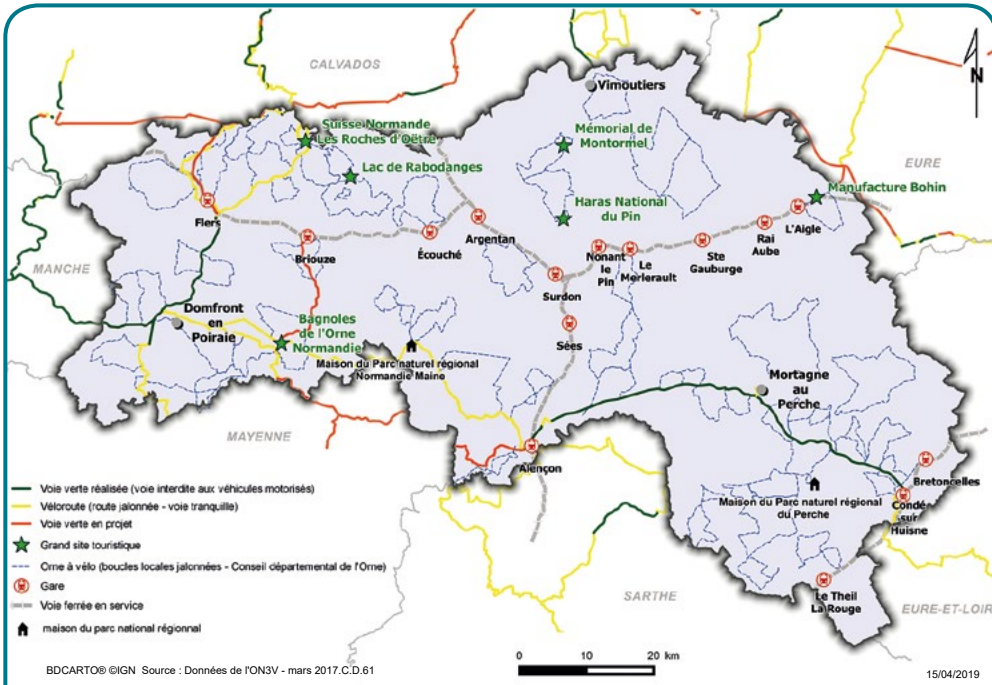 CALVADOS
N
Vimoutiers
Suisse Normande
Les Roches d'Oëtre
Mémorial de
Montormel
EURE
Lac de Rabodanges
Manufacture Bohin
Haras National
du Pin
Flers
L'Aigle
Argentan
Rai
Aube
Écouché
Briouze
Nonant
le
Pin
Le
Merlerault
Ste
Gauburge
MANCHE
Surdon
Domfront
en
Poiraie
Bagnoles
de l'Orne
Normandie
Sées
Maison du Parc naturel régional
Normandie Maine
Mortagne
au
Perche
MAYENNE
Alençon
Bretoncelles
Maison du Parc naturel régional
du Perche
Condé
-sur
Huisne
Le Theil
La Rouge
SARTHE
EURE-ET-LOIR
Voie verte réalisée (voie interdite aux véhicules motorisés)
Véloroute (route jalonnée - voie tranquille)
Voie verte en projet
Grand site touristique
Orne à vélo (boucles locales jalonnées - Conseil départemental de l'Orne)
Gare
Voie ferrée en service
maison du parc national régionnal
0 10 20 km
BDCARTO® ©IGN Source : Données de l'ON3V - mars 2017.C.D.61
15/04/2019